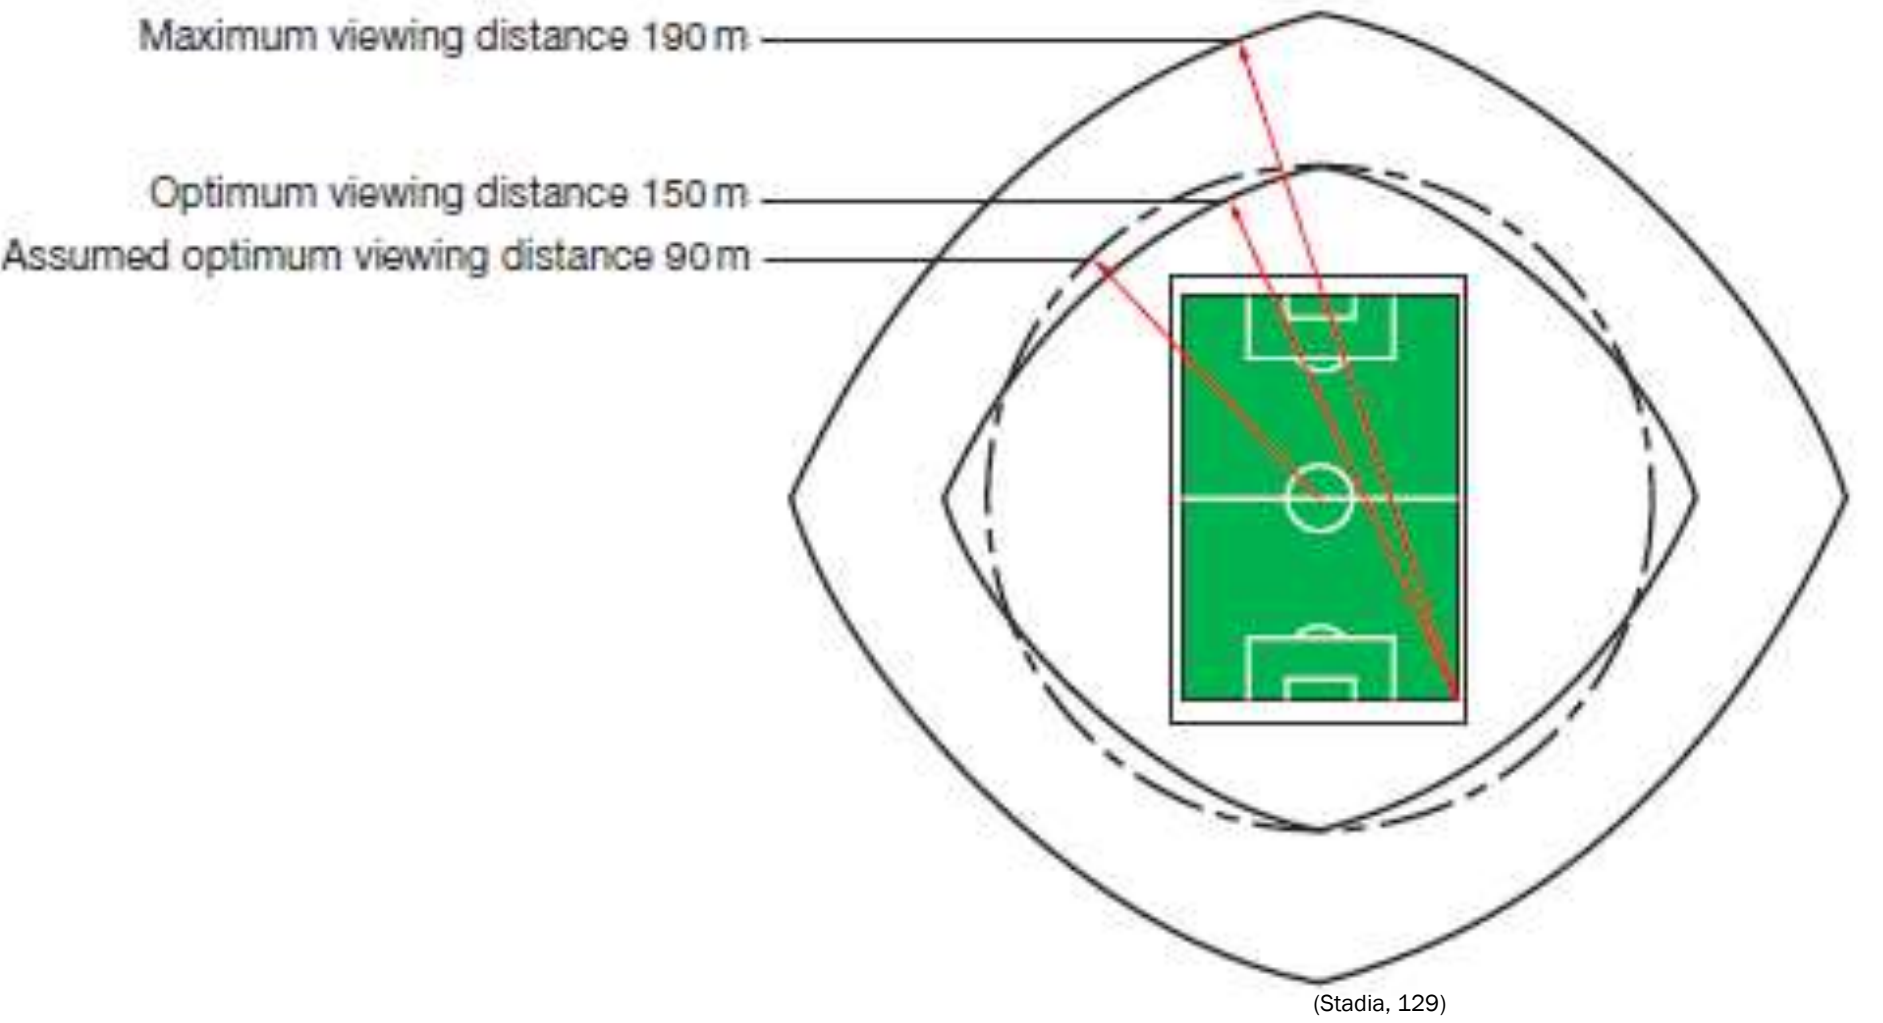 Maximum viewing distance 190 m
Optimum viewing distance 150 m
Assumed optimum viewing distance 90 m
(Stadia, 129)